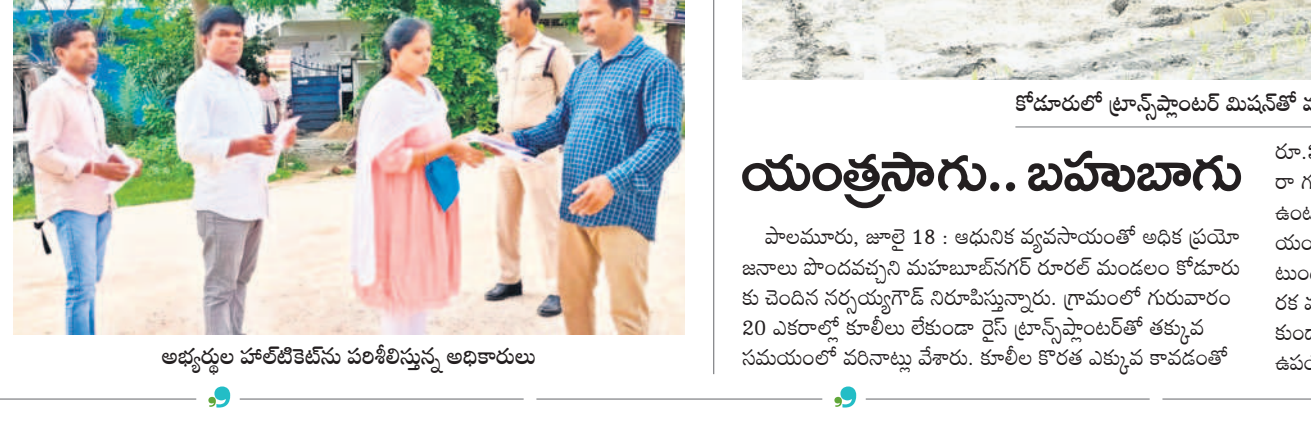 అభ్యర్థుల హాల్‌టికెట్‌ను పరిశీలిస్తున్న అధికారులు
కోడూరులో ట్రాన్స్‌ప్లాంటర్ మిషన్‌తో
యంత్రసాగు.. బహుబాగు
పాలమూరు, జూలై 18 : ఆధునిక వ్యవసాయంతో అధిక ప్రయో
జనాలు పొందవచ్చని మహబూబ్‌నగర్ రూరల్ మండలం కోడూరు
కు చెందిన నర్సయ్యగౌడ్ నిరూపిస్తున్నారు. గ్రామంలో గురువారం
20 ఎకరాల్లో కూలీలు లేకుండా రైస్ ట్రాన్స్‌ప్లాంటర్‌తో తక్కువ
సమయంలో వరినాట్లు వేశారు. కూలీల కొరత ఎక్కువ కావడంతో